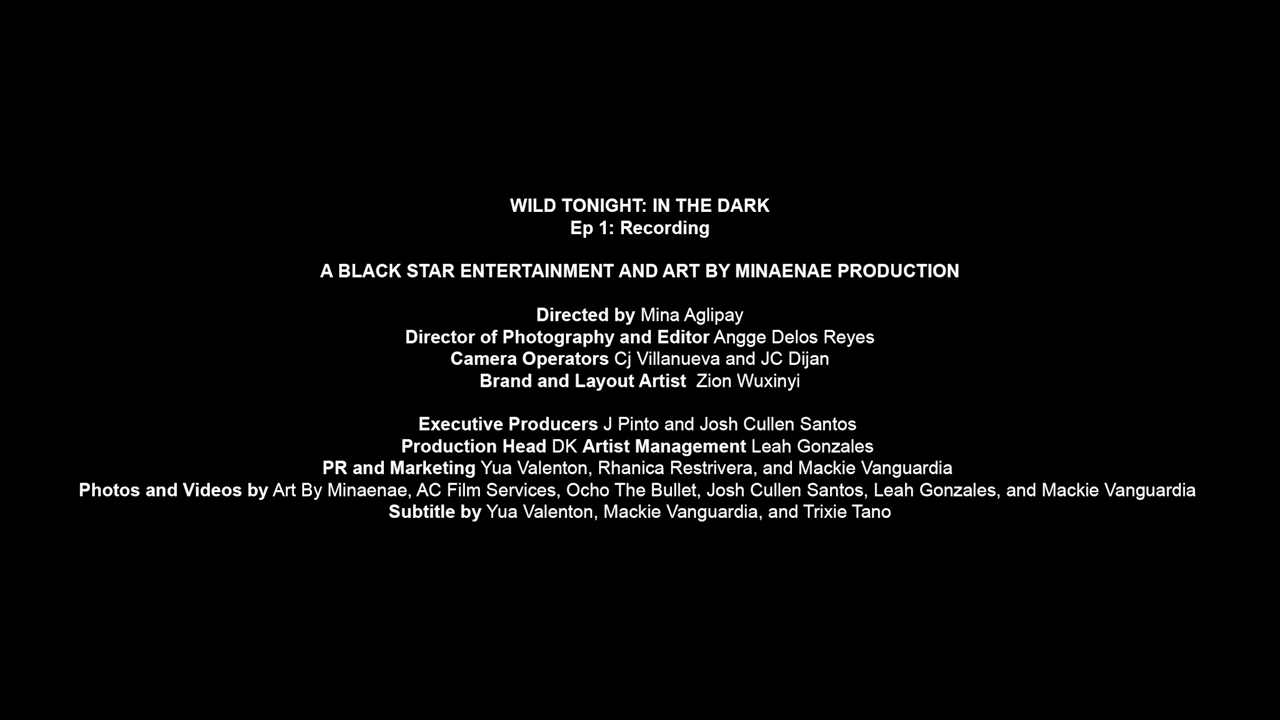 WILD TONIGHT: IN THE DARK
Ep 1: Recording
A BLACK STAR ENTERTAINMENT AND ART BY MINAENAE PRODUCTION
Directed by Mina Aglipay
Director of Photography and Editor Angge Delos Reyes
Camera Operators Cj Villanueva and JC Dijan
Brand and Layout Artist Zion Wuxinyi
Executive Producers J Pinto and Josh Cullen Santos
Production Head DK Artist Management Leah Gonzales
PR and Marketing Yua Valenton, Rhanica Restrivera, and Mackie Vanguardia
Photos and Videos by Art By Minaenae, AC Film Services, Ocho The Bullet, Josh Cullen Santos, Leah Gonzales, and Mackie Vanguardia
Subtitle by Yua Valenton, Mackie Vanguardia, and Trixie Tano